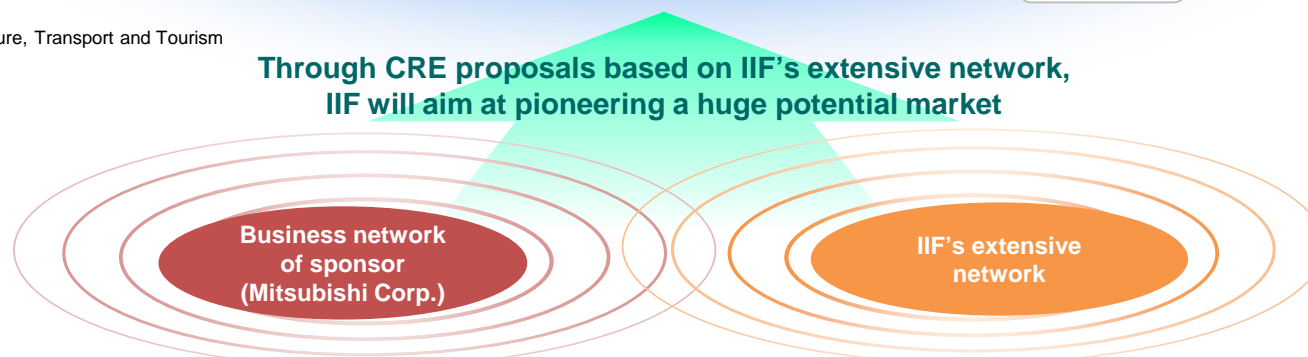 ure, Transport and Tourism
Through CRE proposals based on IIF's extensive network,
IIF will aim at pioneering a huge potential market
Business network
of sponsor
(Mitsubishi Corp.)
IIF's extensive
network